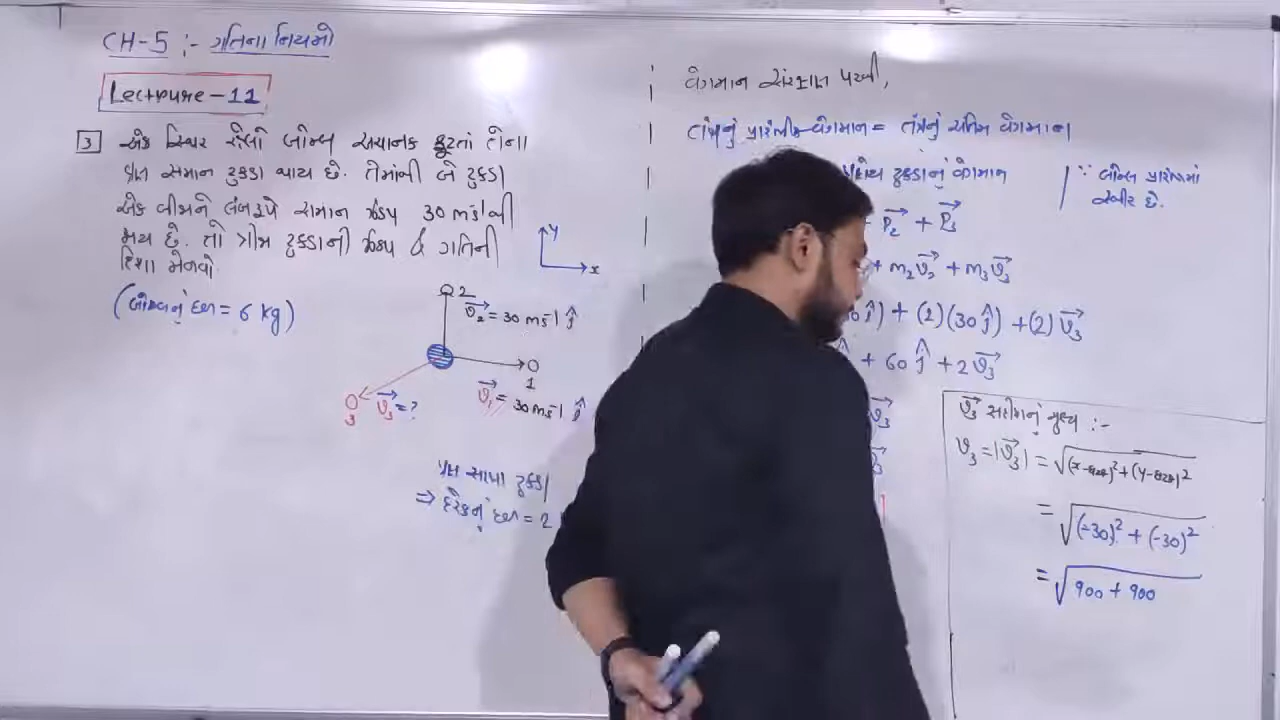 CH-5 :- ગતિના નિયમો
Lecture-11
3 એક સ્થિર રહેલો બોમ્બ અચાનક ફૂટતાં તેના
ત્રણ સમાન ટુકડા થાય છે. તેમાંની બે ટુકડા
એક બીજાને લંબરૂપે સમાન ઝડપ 30 ms⁻¹ થી
જાય છે. તો ત્રીજા ટુકડાની ઝડપ & ગતિની
દિશા મેળવો.
(બોમ્બનું દળ = 6 kg)
y
x
2
v₂ = 30 ms⁻¹ ĵ
1
v₁ = 30 ms⁻¹ î
3
v₃ = ?
ત્રણ સરખા ટુકડા
⇒ દરેકનું દળ = 2
વેગમાન સંરક્ષણ પરથી,
તંત્રનું પ્રારંભીક વેગમાન = તંત્રનું અંતિમ વેગમાન
ટુકડાનું વેગમાન
∵ બોમ્બ પ્રારંભમાં
સ્થીર છે.
+ P₂ + P₃
+ m₂v₂ + m₃v₃
0î) + (2)(30ĵ) + (2) v₃
+ 60ĵ + 2v₃
v₃ સદિશનું મુલ્ય :-
v₃ = |v₃| = √(x-ઘટક)² + (y-ઘટક)²
= √(-30)² + (-30)²
= √900 + 900